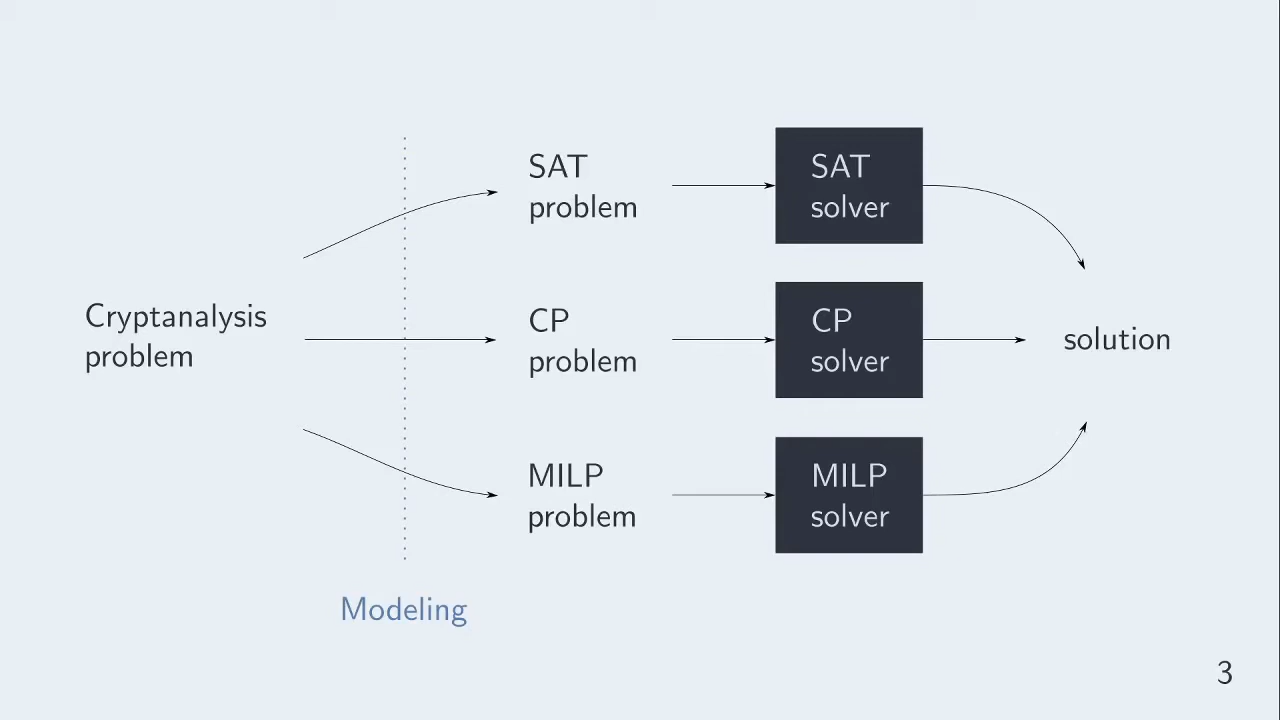 SAT
problem
SAT
solver
Cryptanalysis
problem
CP
problem
CP
solver
solution
MILP
problem
MILP
solver
Modeling
3